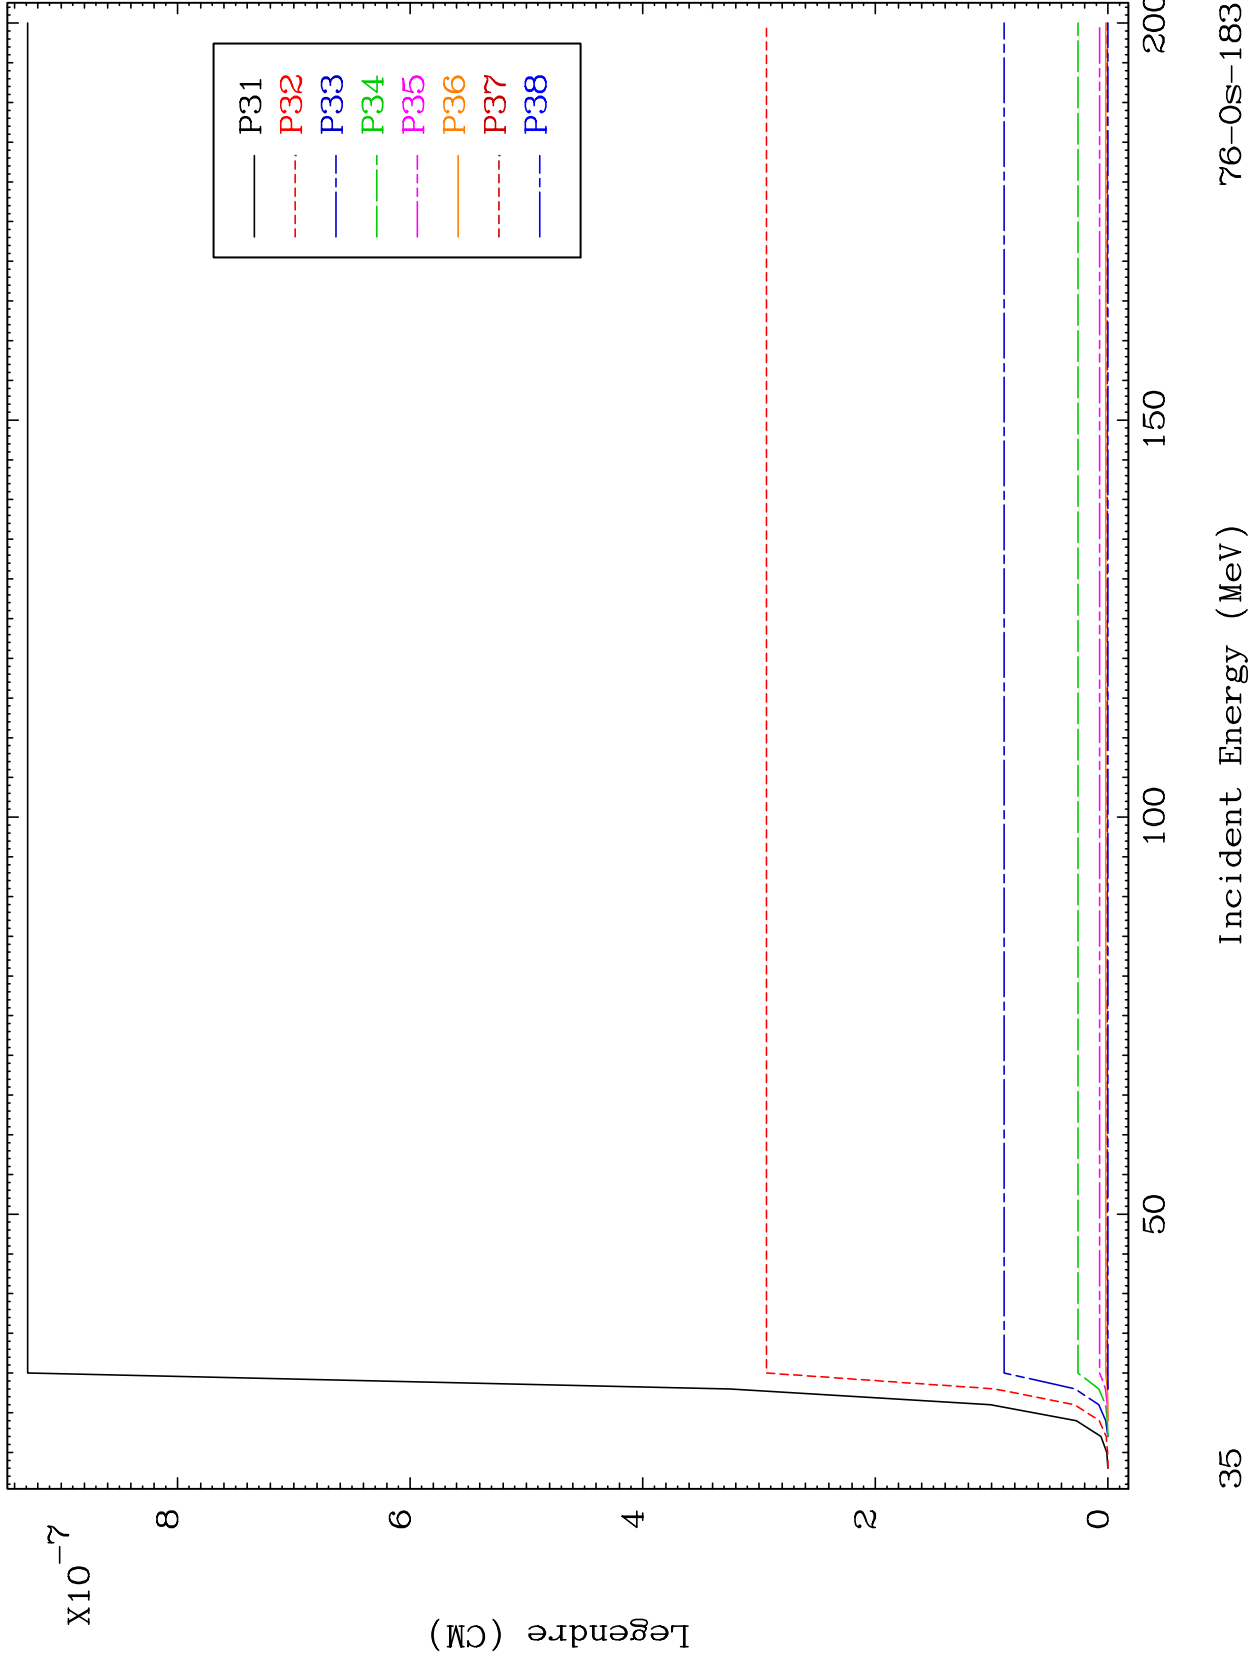 X10-7
8
6
4
2
0
Legendre (CM)
P31
P32
P33
P34
P35
P36
P37
P38
50
100
150
200
35
Incident Energy (MeV)
76-Os-183